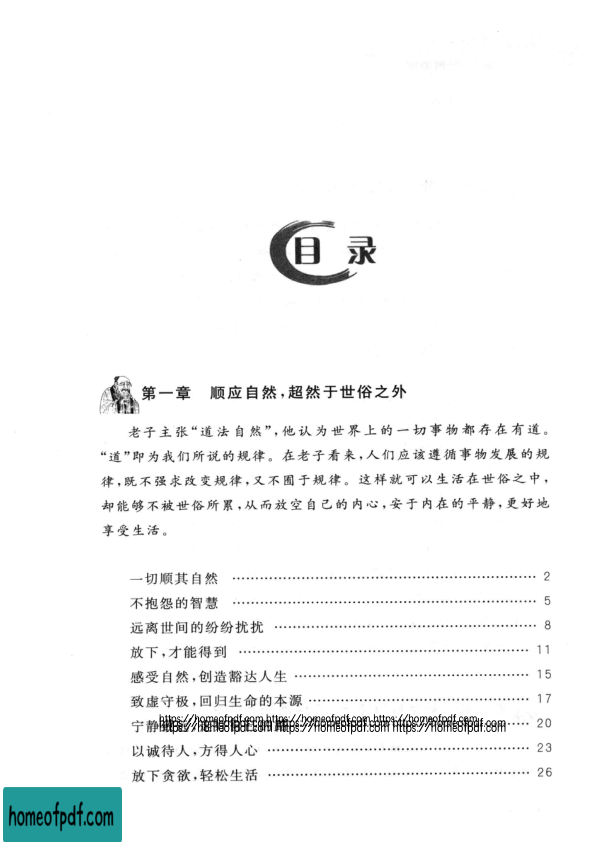 目 录
第一章 顺应自然,超然于世俗之外
老子主张“道法自然”,他认为世界上的一切事物都存在有道。
“道”即为我们所说的规律。在老子看来,人们应该遵循事物发展的规
律,既不强求改变规律,又不囿于规律。这样就可以生活在世俗之中,
却能够不被世俗所累,从而放空自己的内心,安于内在的平静,更好地
享受生活。
一切顺其自然 ………………………………………………… 2
不抱怨的智慧 ………………………………………………… 5
远离世间的纷纷扰扰 ………………………………………… 8
放下,才能得到 ……………………………………………… 11
感受自然,创造豁达人生 …………………………………… 15
致虚守极,回归生命的本源 ………………………………… 17
https://homeofpdf.com https://homeofpdf.com https://homeofpdf.com
宁静 20
https://homeofpdf.com https://homeofpdf.com https://homeofpdf.com
以诚待人,方得人心 ………………………………………… 23
放下贪欲,轻松生活 ………………………………………… 26
homeofpdf.com